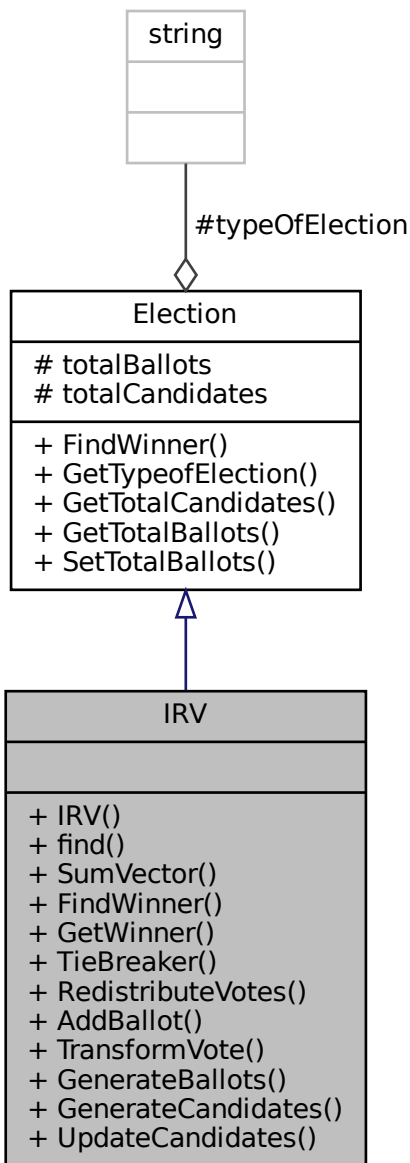 string
#typeOfElection
Election
# totalBallots
# totalCandidates
+ FindWinner()
+ GetTypeofElection()
+ GetTotalCandidates()
+ GetTotalBallots()
+ SetTotalBallots()
IRV
+ IRV()
+ find()
+ SumVector()
+ FindWinner()
+ GetWinner()
+ TieBreaker()
+ RedistributeVotes()
+ AddBallot()
+ TransformVote()
+ GenerateBallots()
+ GenerateCandidates()
+ UpdateCandidates()